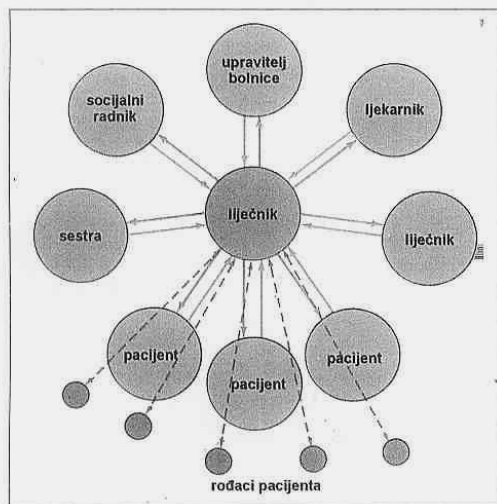 upravitelj
bolnice
socijalni
radnik
ljekarnik
liječnik
sestra
liječnik
pacijent
pacijent
pacijent
rođaci pacijenta